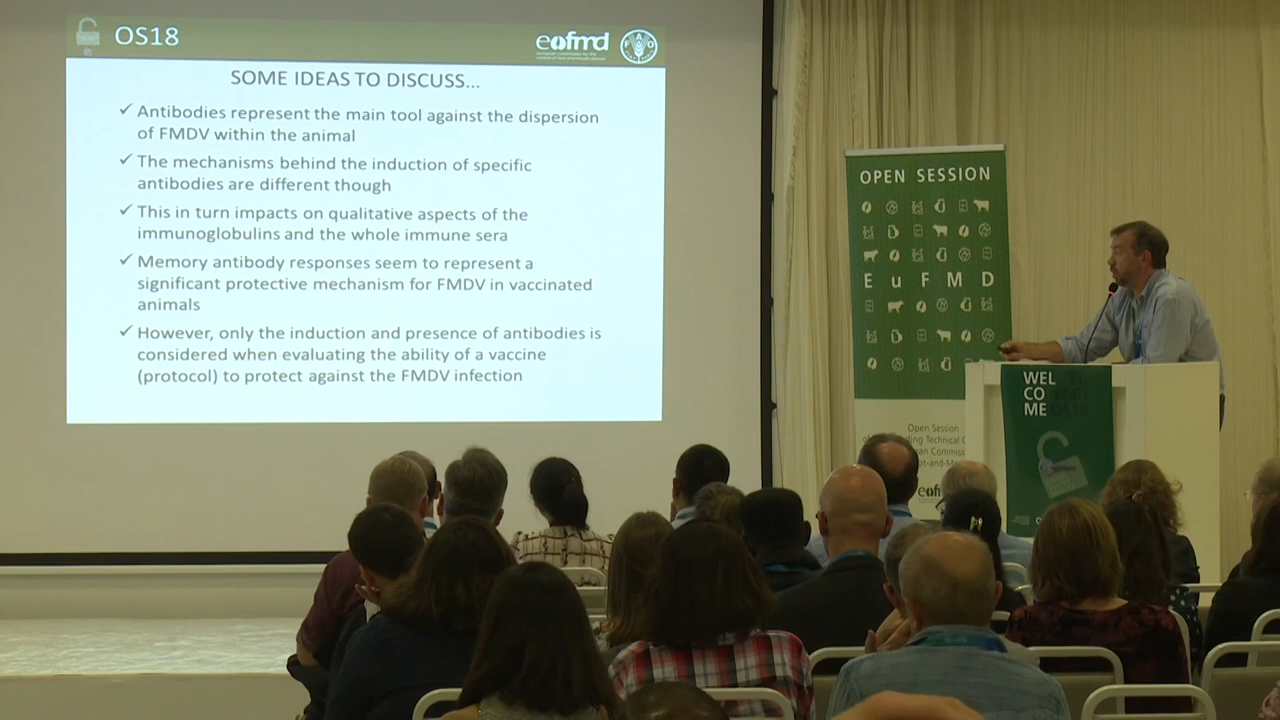 OS18
eofmd
FAO
SOME IDEAS TO DISCUSS...
✓ Antibodies represent the main tool against the dispersion
of FMDV within the animal
✓ The mechanisms behind the induction of specific
antibodies are different though
✓ This in turn impacts on qualitative aspects of the
immunoglobulins and the whole immune sera
✓ Memory antibody responses seem to represent a
significant protective mechanism for FMDV in vaccinated
animals
✓ However, only the induction and presence of antibodies is
considered when evaluating the ability of a vaccine
(protocol) to protect against the FMDV infection
OPEN SESSION
EuFMD
Open Session
Technical
eofmd
WEL
CO
ME